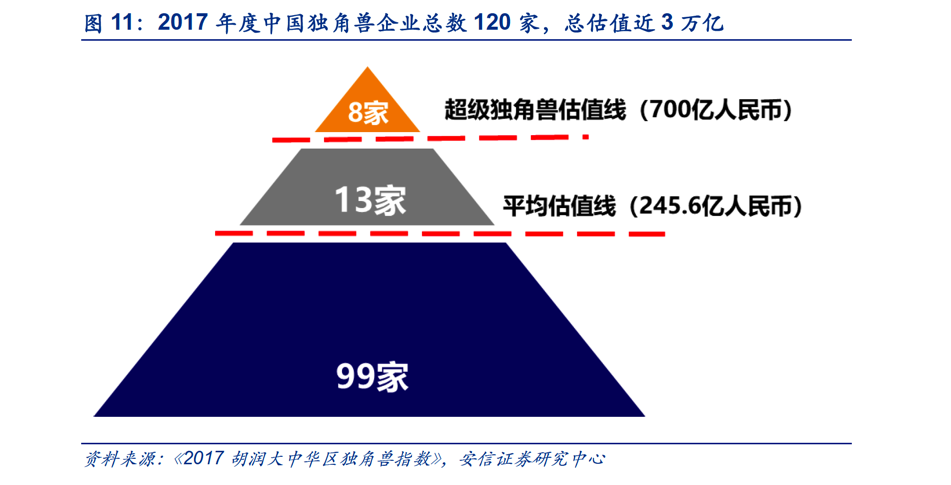 图 11：2017 年度中国独角兽企业总数 120 家，总估值近 3 万亿
8家
超级独角兽估值线（700亿人民币）
13家
平均估值线（245.6亿人民币）
99家
资料来源：《2017 胡润大中华区独角兽指数》，安信证券研究中心